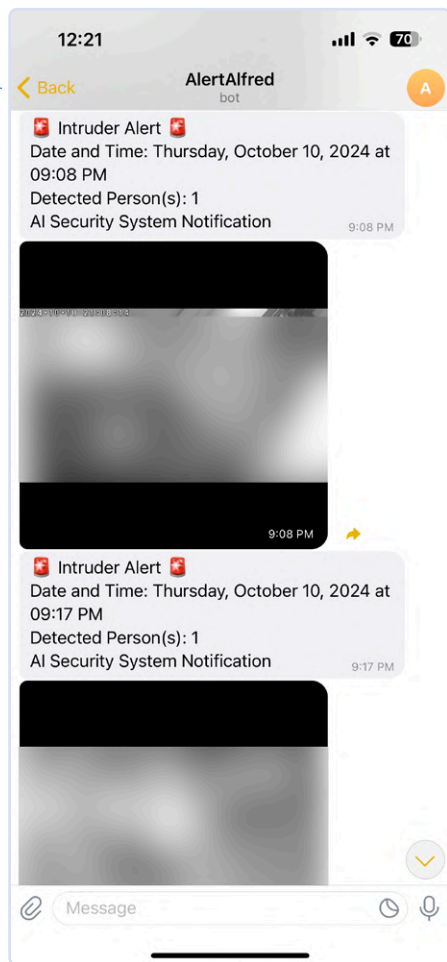 12:21
70
Back
AlertAlfred
bot
A
🚨 Intruder Alert 🚨
Date and Time: Thursday, October 10, 2024 at
09:08 PM
Detected Person(s): 1
AI Security System Notification
9:08 PM
9:08 PM
🚨 Intruder Alert 🚨
Date and Time: Thursday, October 10, 2024 at
09:17 PM
Detected Person(s): 1
AI Security System Notification
9:17 PM
Message